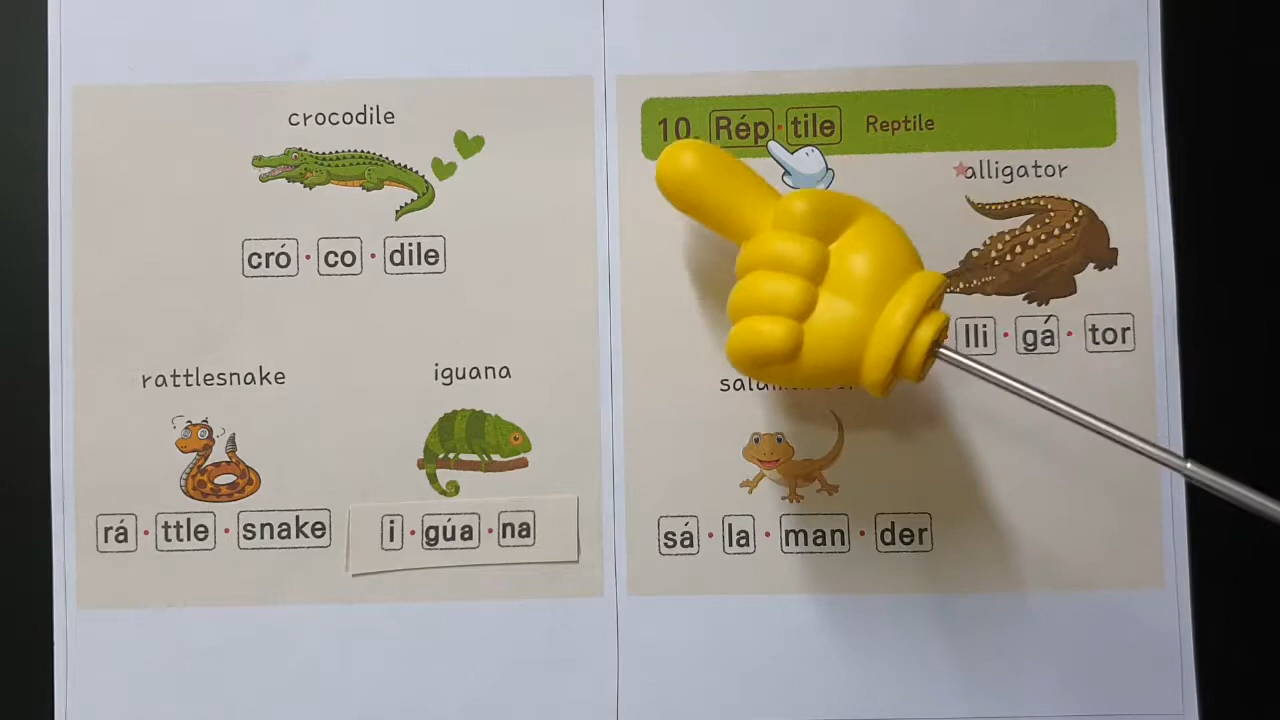 crocodile
cró · co · dile
rattlesnake
iguana
rá · ttle · snake
i · gúa · na
10. Rép · tile Reptile
alligator
lli · gá · tor
sá · la · man · der